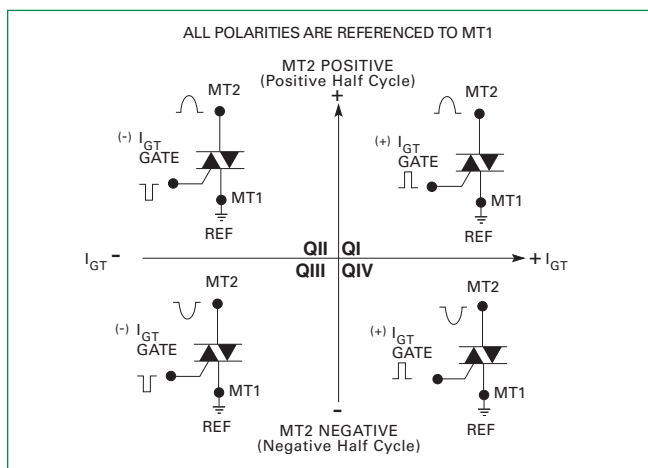 ALL POLARITIES ARE REFERENCED TO MT1
MT2 POSITIVE
(Positive Half Cycle)
+
MT2
(-) IGT
GATE
MT1
REF
MT2
(+) IGT
GATE
MT1
REF
IGT -
QII QI
QIII QIV
+ IGT
MT2
(-) IGT
GATE
MT1
REF
MT2
(+) IGT
GATE
MT1
REF
-
MT2 NEGATIVE
(Negative Half Cycle)